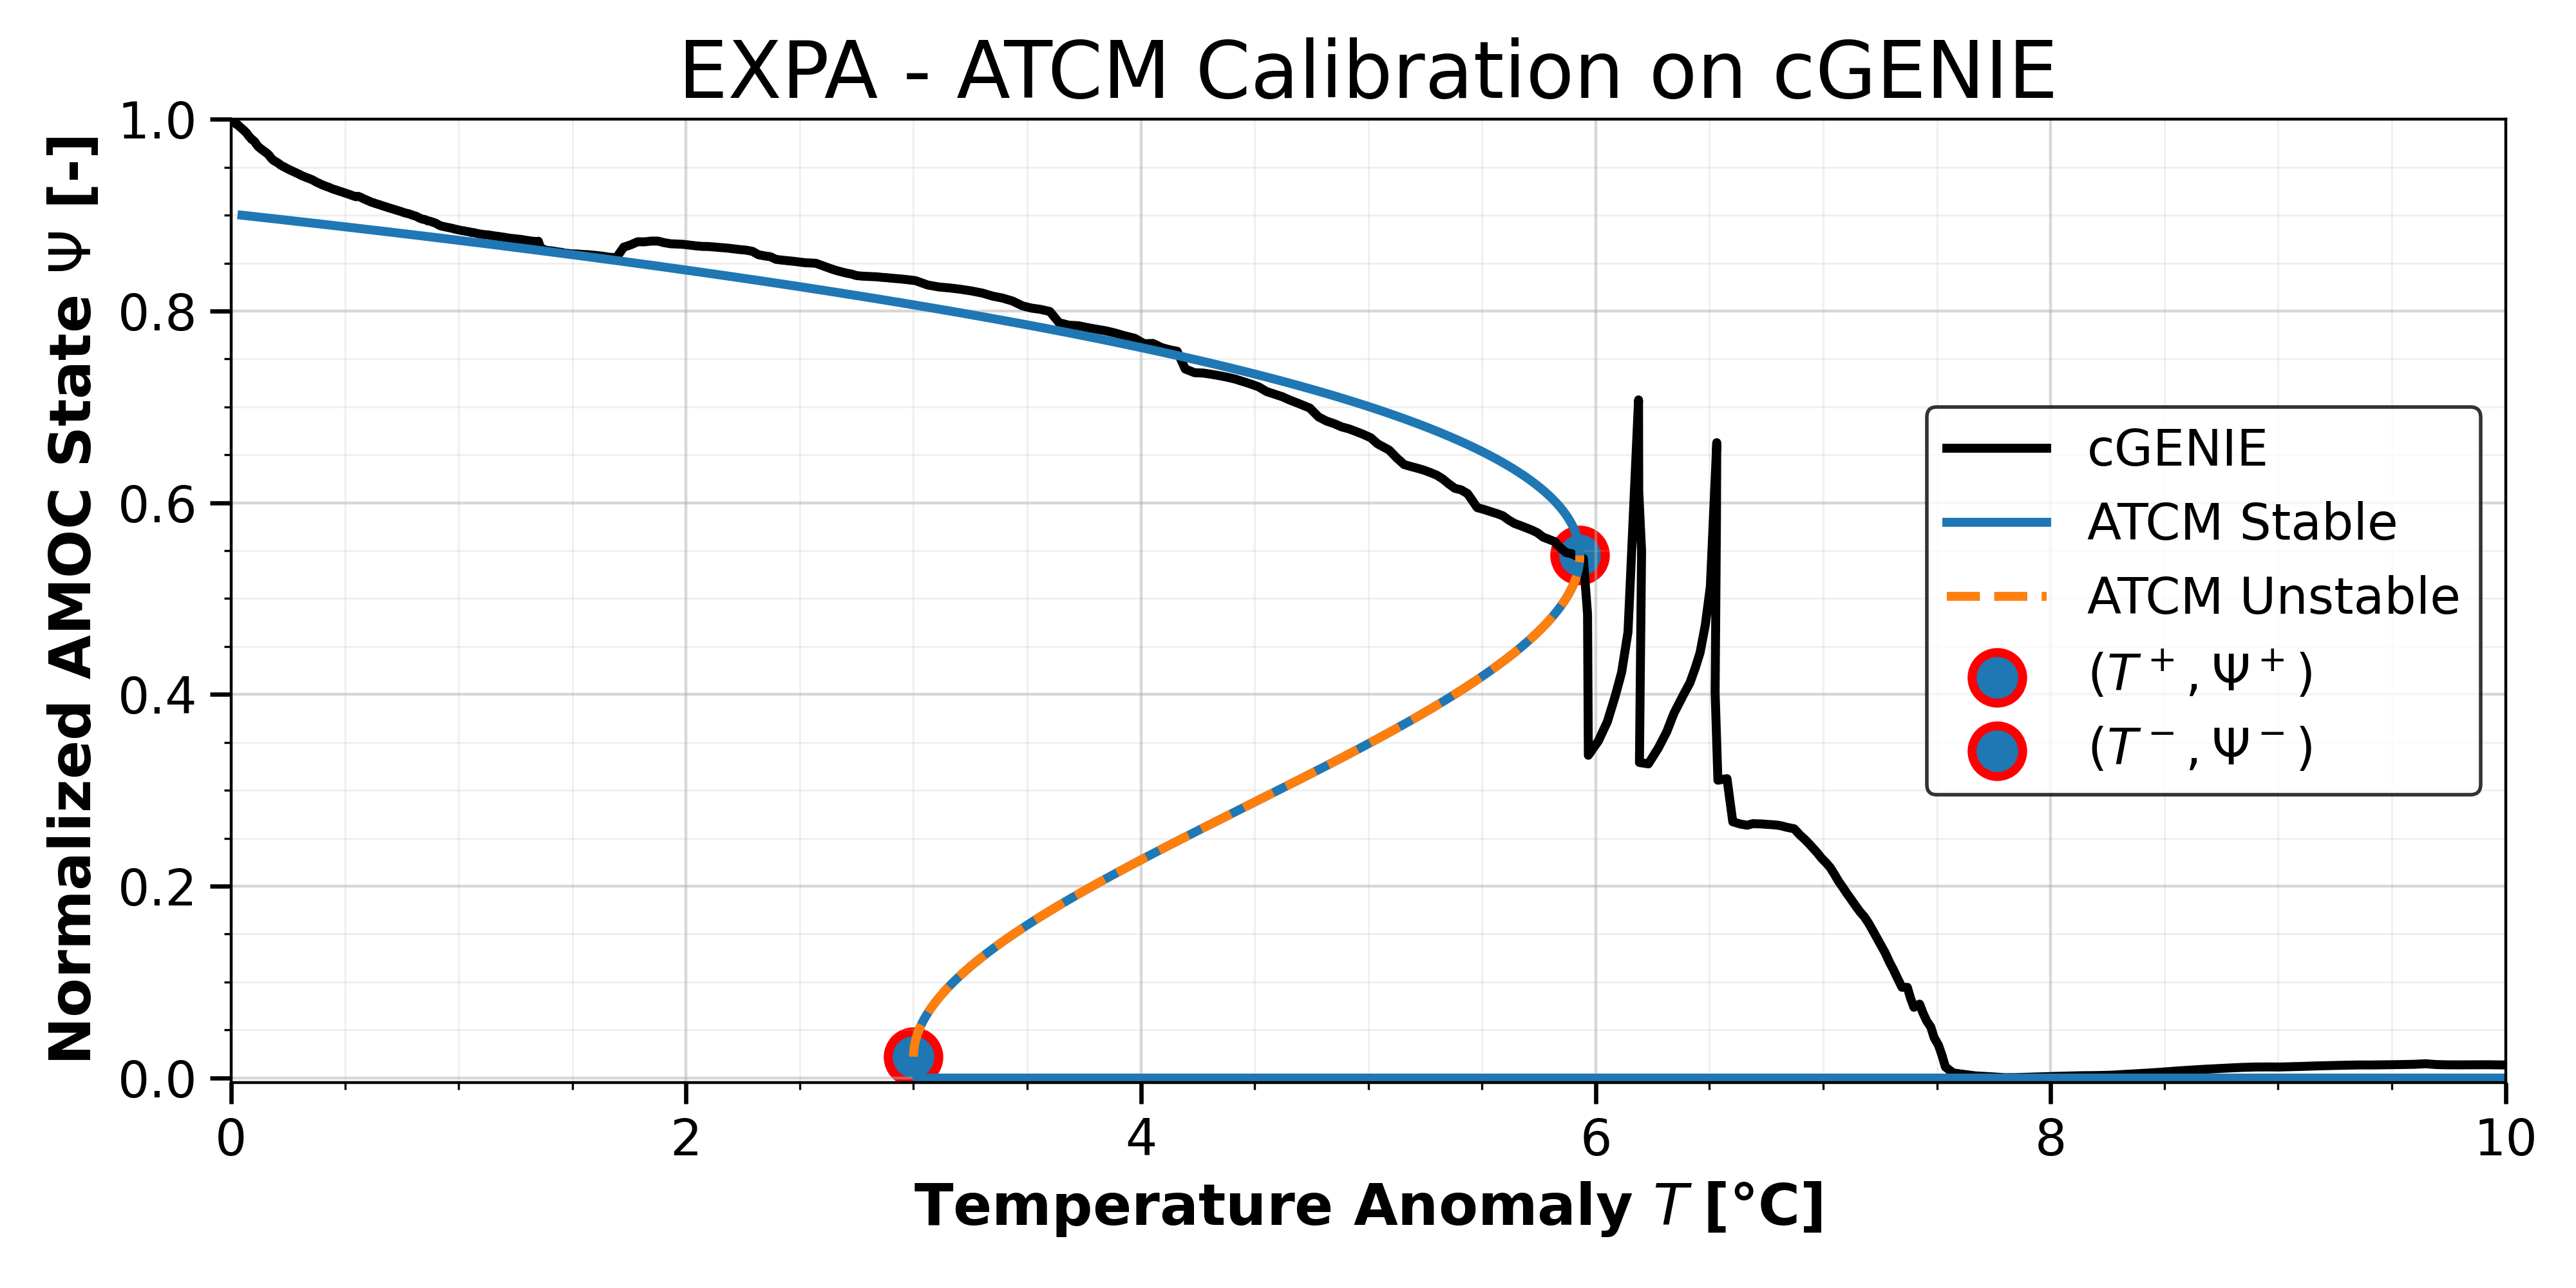 EXPA - ATCM Calibration on cGENIE
Normalized AMOC State Ψ [-]
1.0
0.8
0.6
0.4
0.2
0.0
cGENIE
ATCM Stable
ATCM Unstable
(T⁺, Ψ⁺)
(T⁻, Ψ⁻)
0 2 4 6 8 10
Temperature Anomaly T [°C]